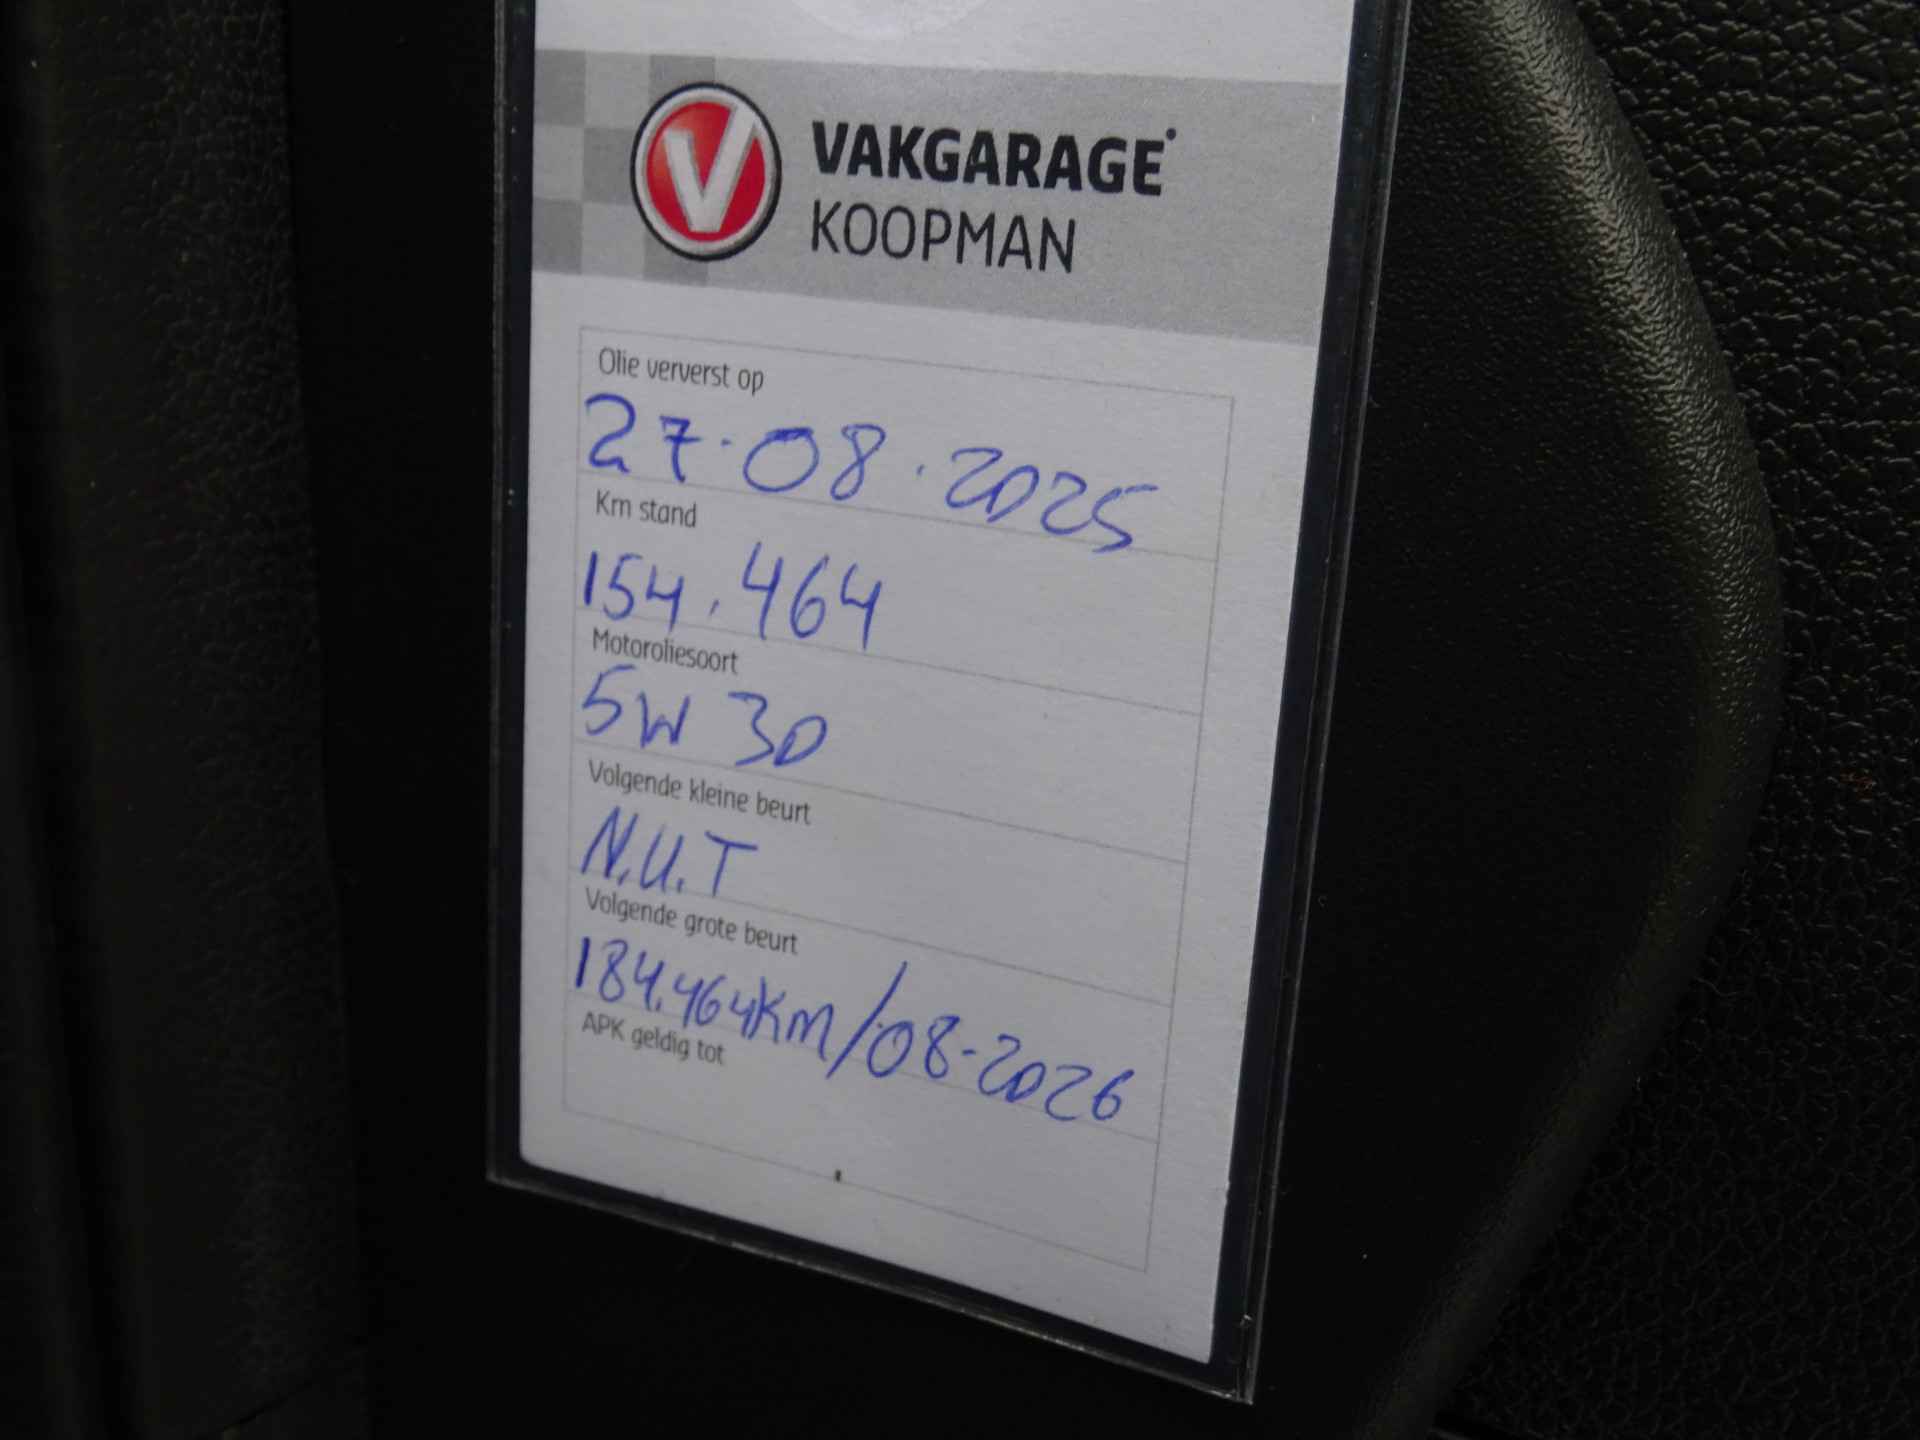 V
VAKGARAGE
KOOPMAN
Olie ververst op
27.08.2025
Km stand
154.464
Motoroliesoort
5W 30
Volgende kleine beurt
N.U.T
Volgende grote beurt
184.464Km/08-2026
APK geldig tot